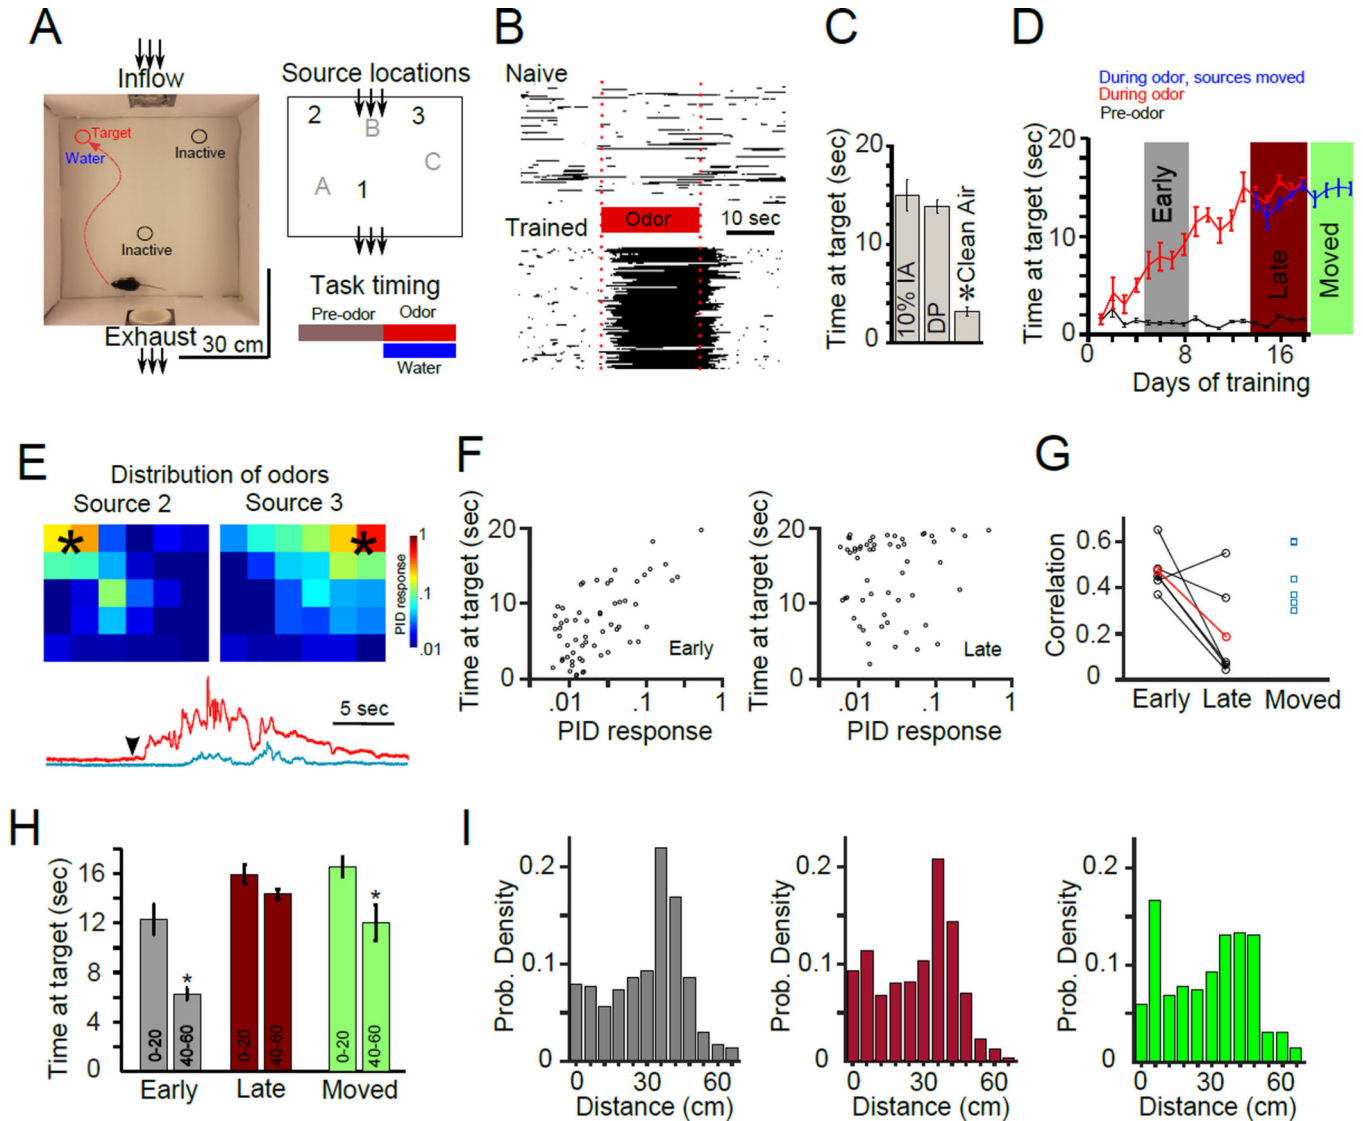 A
Inflow
Target
Water
Inactive
Inactive
Exhaust
30 cm
Source locations
2
3
B
C
A
1
Task timing
Pre-odor
Odor
Water
B
Naive
Odor
10 sec
Trained
C
Time at target (sec)
20
10
0
10% IA
DP
*Clean Air
D
During odor, sources moved
During odor
Pre-odor
Time at target (sec)
20
10
0
Early
Late
Moved
0
8
16
Days of training
E
Distribution of odors
Source 2
Source 3
*
*
PID response
1
.1
.01
5 sec
F
Time at target (sec)
20
10
0
Early
.01
.1
1
PID response
Time at target (sec)
20
10
0
Late
.01
.1
1
PID response
G
Correlation
0.6
0.4
0.2
0
Early
Late
Moved
H
Time at target (sec)
16
12
8
4
0
0-20
*
40-60
0-20
40-60
0-20
*
40-60
Early
Late
Moved
I
Prob. Density
0.2
0.1
0
0
30
60
Distance (cm)
Prob. Density
0.2
0.1
0
0
30
60
Distance (cm)
Prob. Density
0.2
0.1
0
0
30
60
Distance (cm)